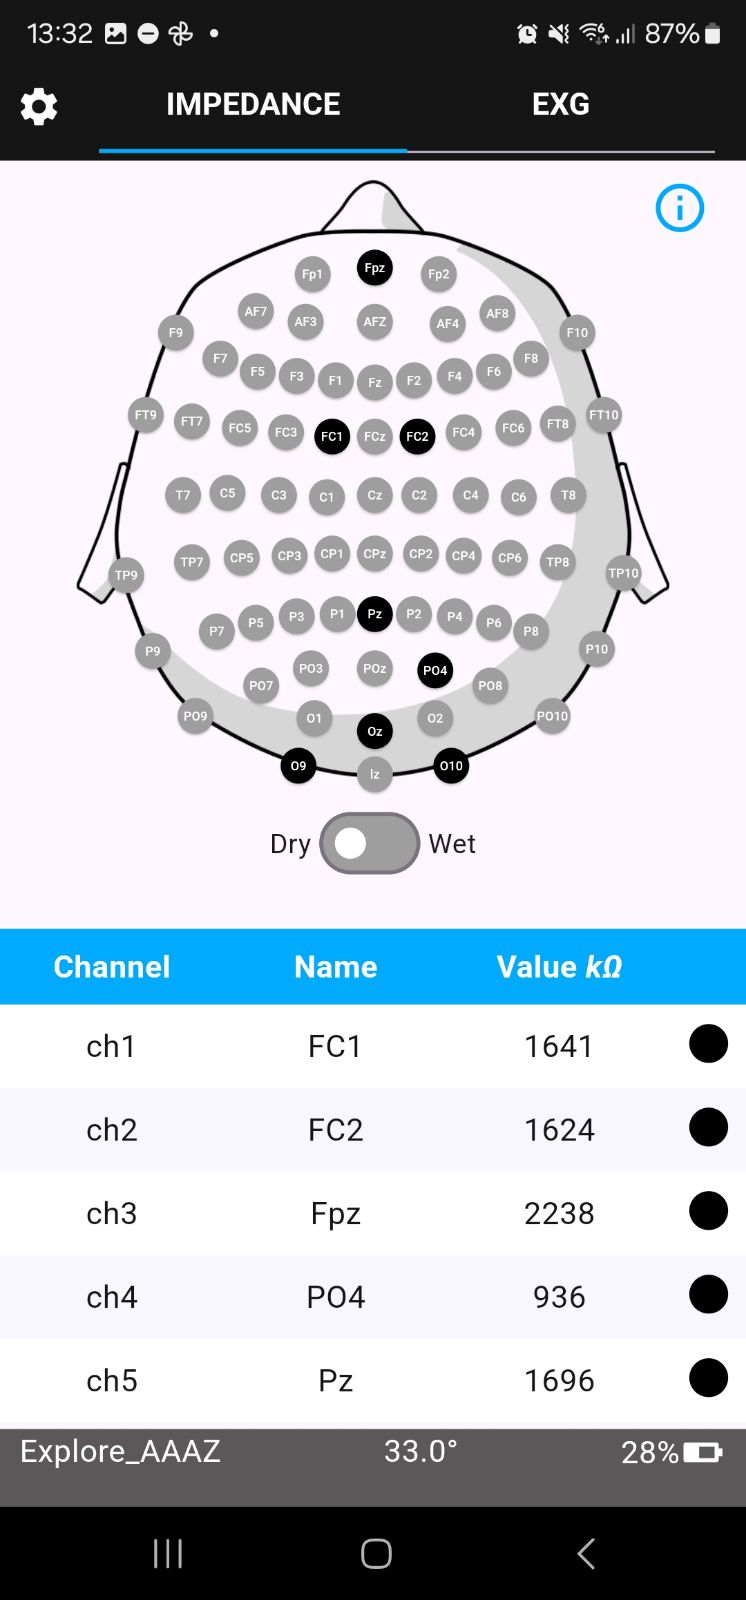 13:32 87%
IMPEDANCE EXG
Fp1 Fpz Fp2
AF7 AF3 AFZ AF4 AF8
F9 F10
F7 F5 F3 F1 Fz F2 F4 F6 F8
FT9 FT7 FC5 FC3 FC1 FCz FC2 FC4 FC6 FT8 FT10
T7 C5 C3 C1 Cz C2 C4 C6 T8
TP9 TP7 CP5 CP3 CP1 CPz CP2 CP4 CP6 TP8 TP10
P9 P7 P5 P3 P1 Pz P2 P4 P6 P8 P10
PO9 PO7 PO3 POz PO4 PO8 PO10
O1 Oz O2
O9 Iz O10
Dry Wet
Channel Name Value kΩ
ch1 FC1 1641
ch2 FC2 1624
ch3 Fpz 2238
ch4 PO4 936
ch5 Pz 1696
Explore_AAAZ 33.0° 28%